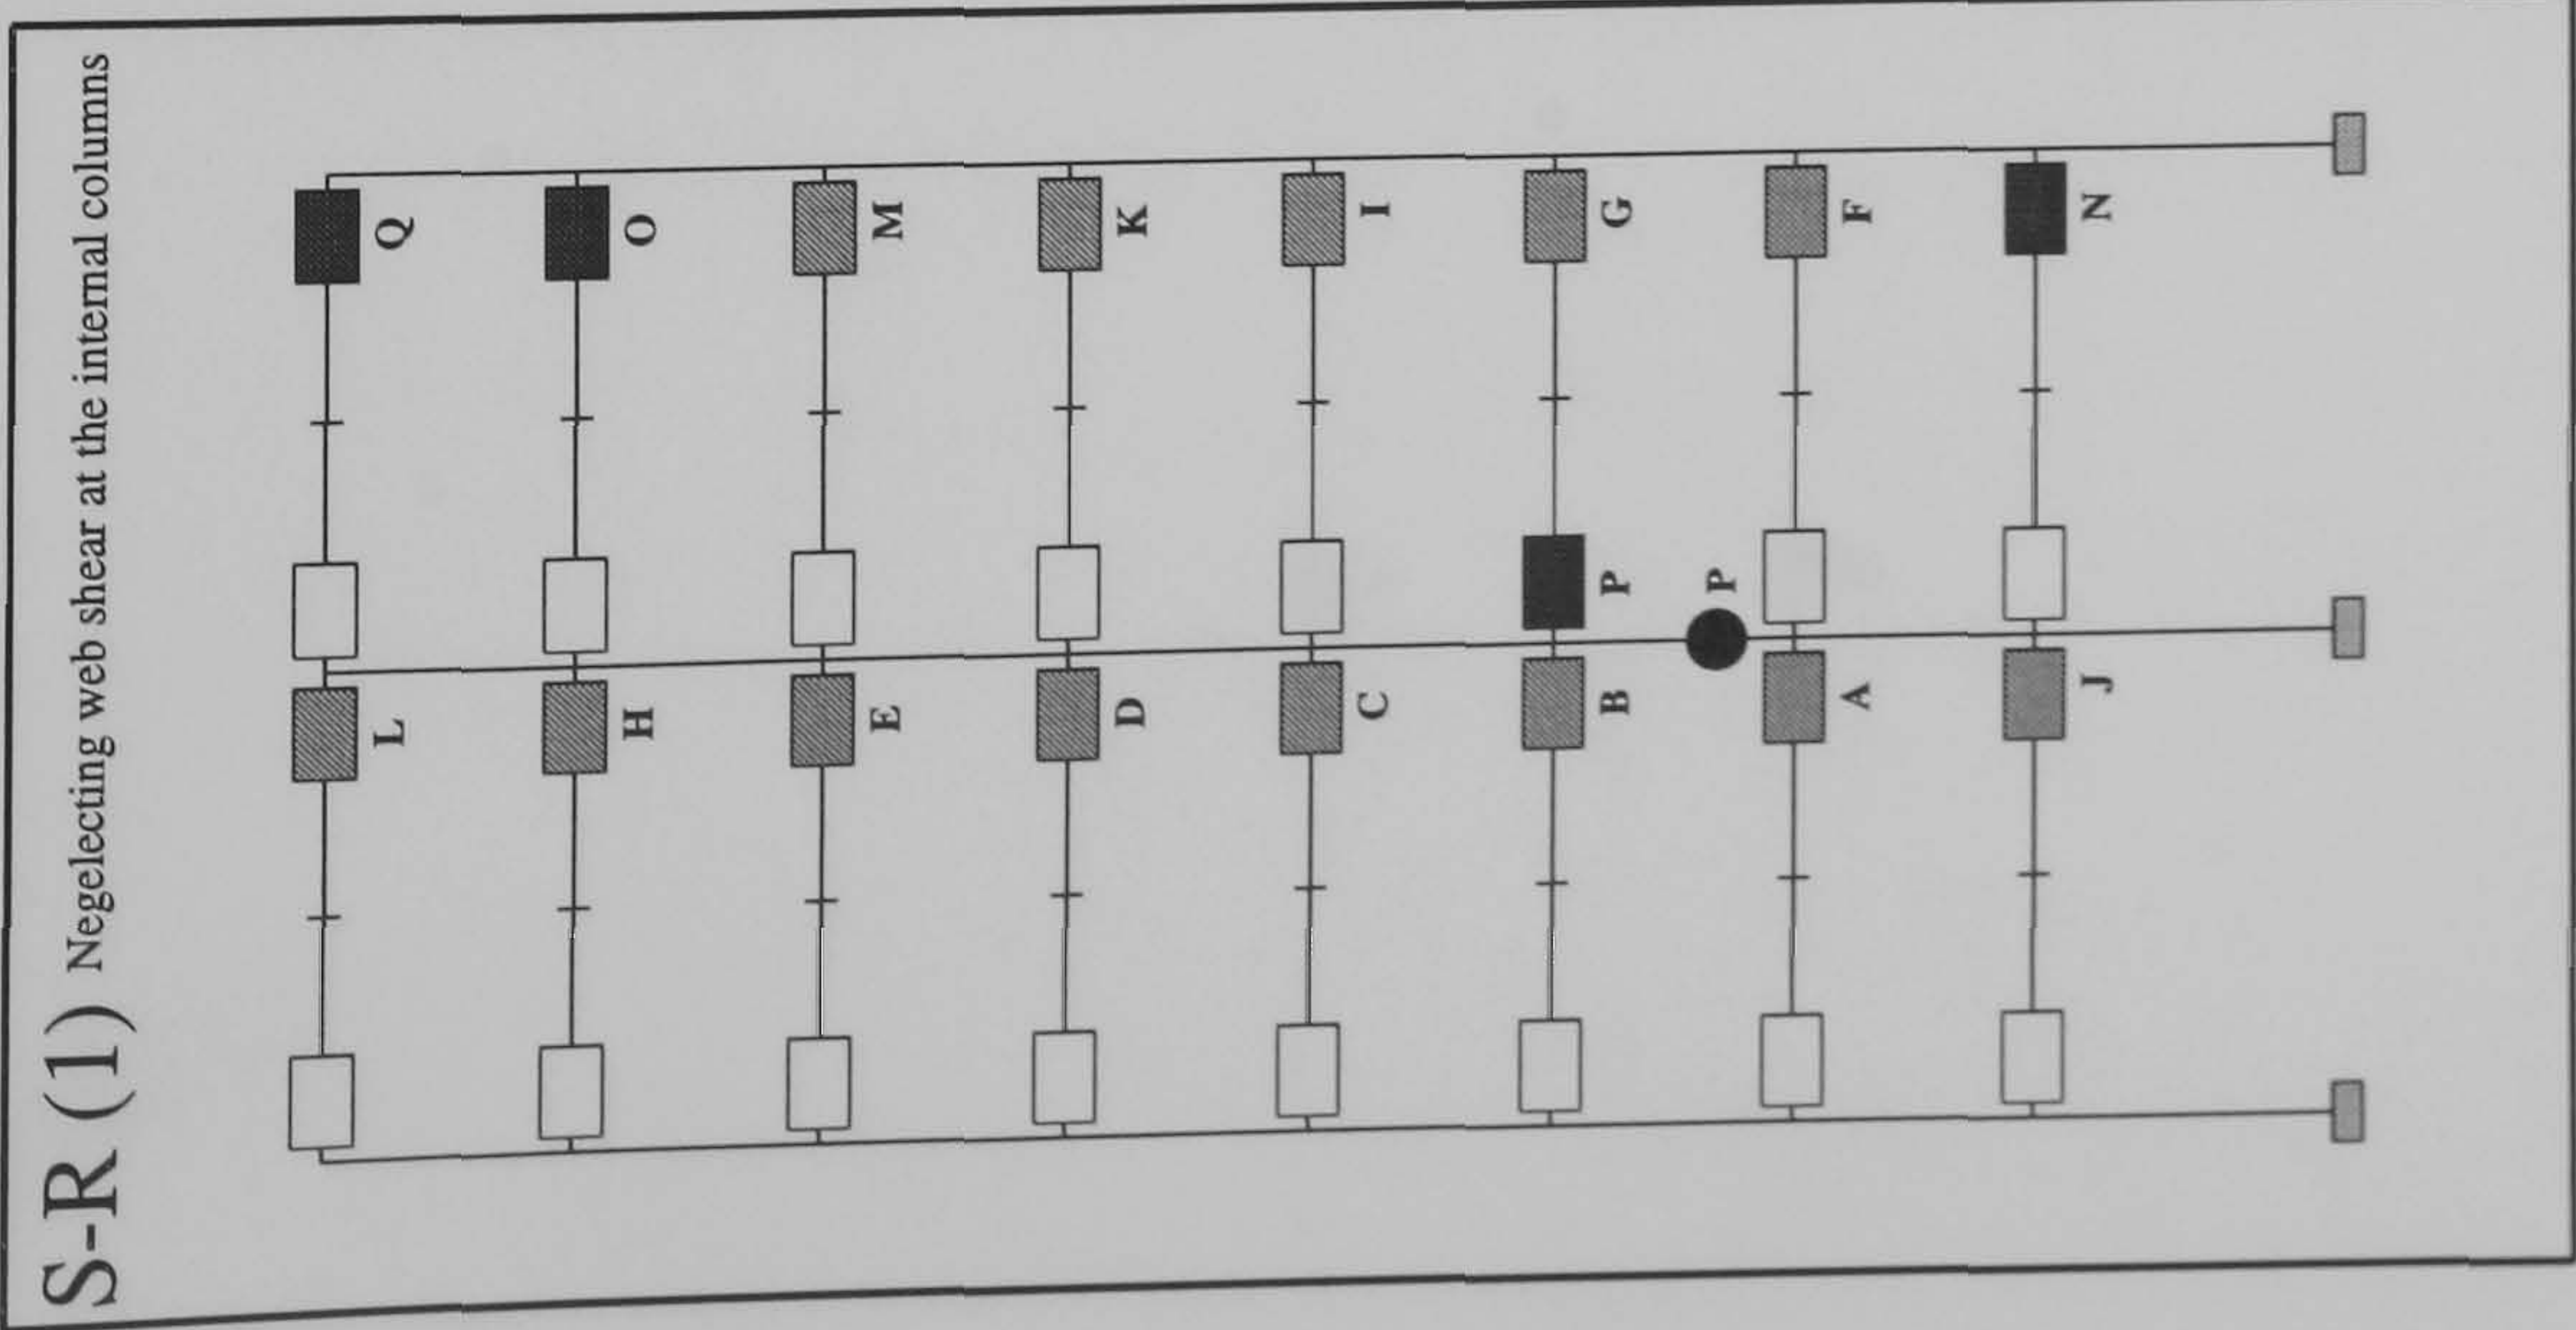 S-R (1) Negelecting web shear at the internal columns
L Q
H O
E M
D K
C I
B P G
P
A F
J N